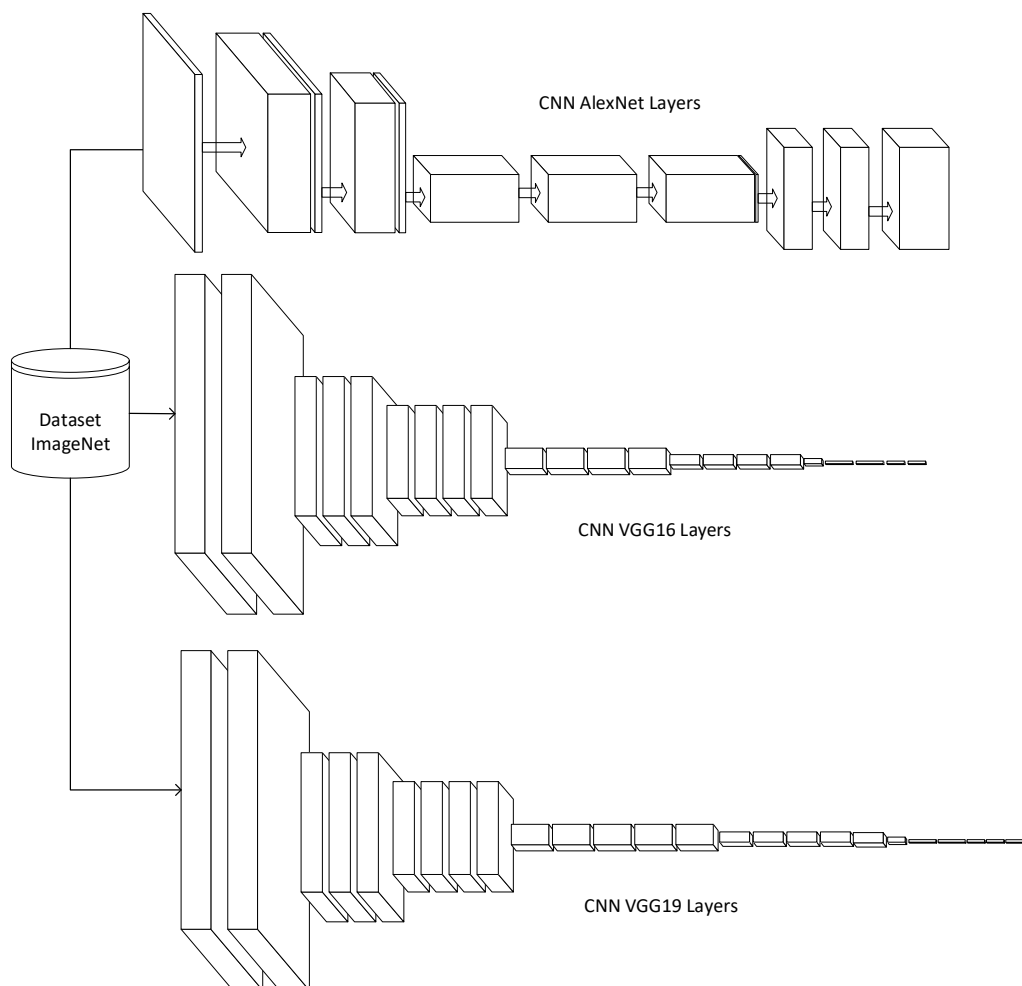 CNN AlexNet Layers
Dataset
ImageNet
CNN VGG16 Layers
CNN VGG19 Layers